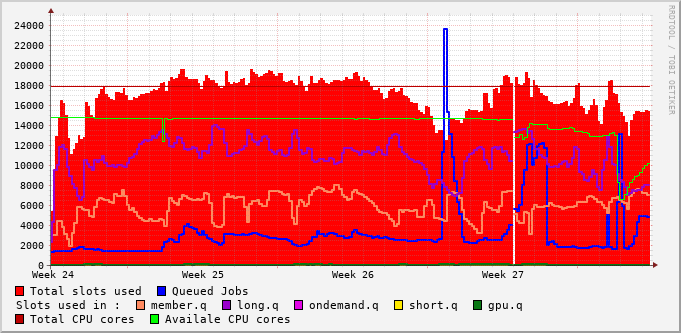 24000
22000
20000
18000
16000
14000
12000
10000
8000
6000
4000
2000
0
Week 24 Week 25 Week 26 Week 27
RRDTOOL / TOBI OETIKER
Total slots used Queued Jobs
Slots used in : member.q long.q ondemand.q short.q gpu.q
Total CPU cores Availale CPU cores